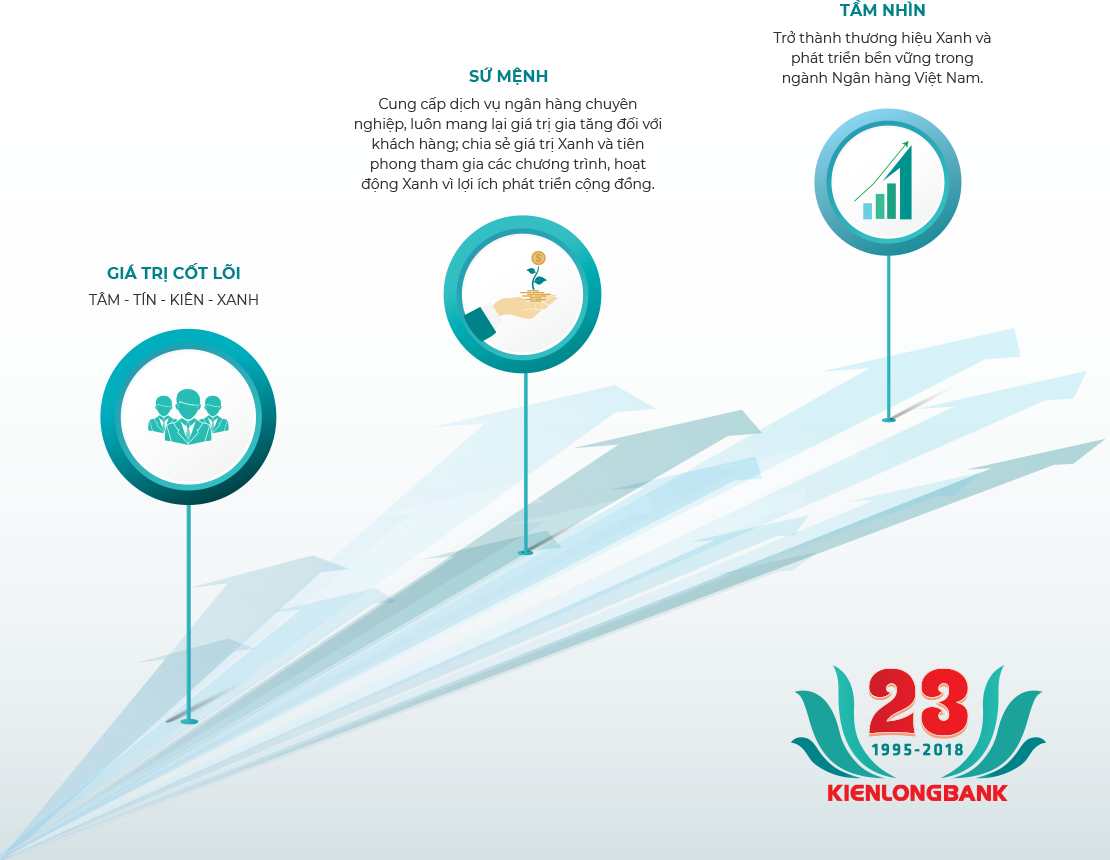 TẦM NHÌN
Trở thành thương hiệu Xanh và
phát triển bền vững trong
ngành Ngân hàng Việt Nam.
SỨ MỆNH
Cung cấp dịch vụ ngân hàng chuyên
nghiệp, luôn mang lại giá trị gia tăng đối với
khách hàng; chia sẻ giá trị Xanh và tiên
phong tham gia các chương trình, hoạt
động Xanh vì lợi ích phát triển cộng đồng.
GIÁ TRỊ CỐT LÕI
TÂM - TÍN - KIÊN - XANH
$
23
1995-2018
KIENLONGBANK